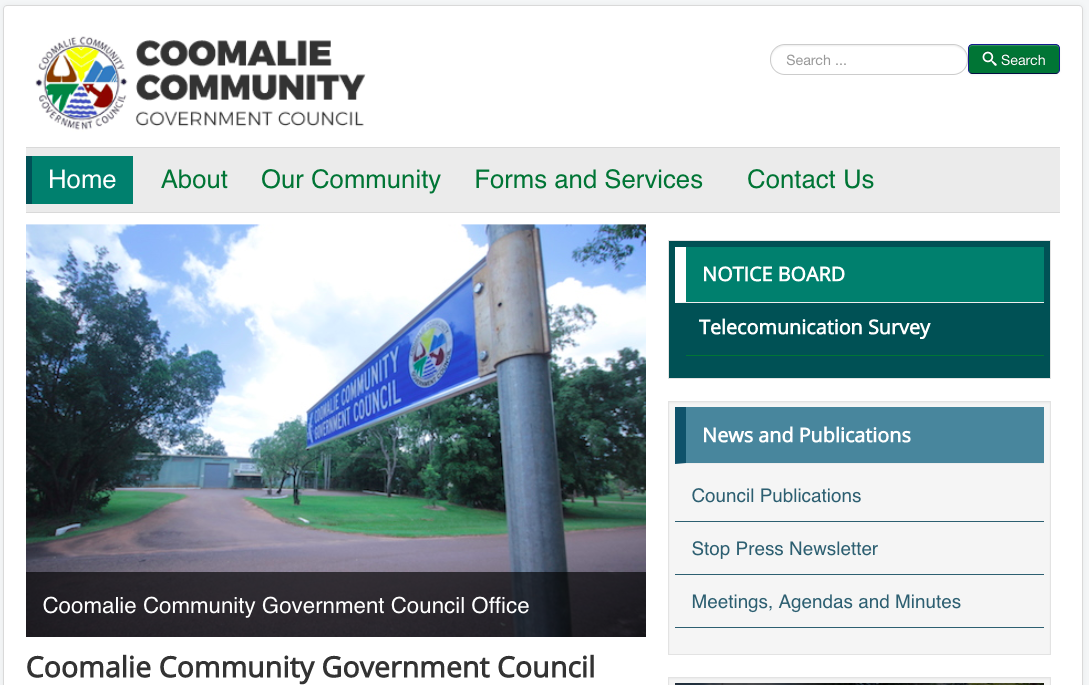 COOMALIE COMMUNITY
GOVERNMENT COUNCIL
COOMALIE
COMMUNITY
GOVERNMENT COUNCIL
Search ...
Search
Home
About
Our Community
Forms and Services
Contact Us
COOMALIE COMMUNITY
GOVERNMENT COUNCIL
Coomalie Community Government Council Office
Coomalie Community Government Council
NOTICE BOARD
Telecomunication Survey
News and Publications
Council Publications
Stop Press Newsletter
Meetings, Agendas and Minutes